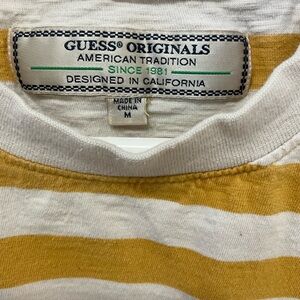 GUESS® ORIGINALS
AMERICAN TRADITION
SINCE 1981
DESIGNED IN CALIFORNIA
MADE IN
CHINA
M